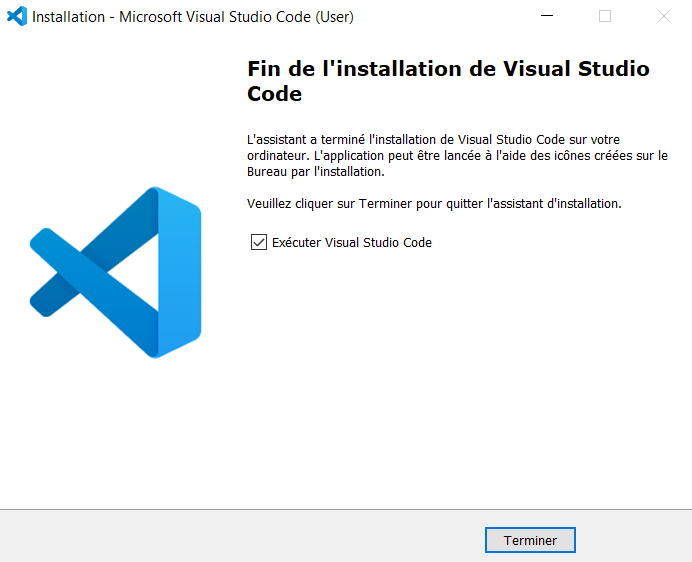 Installation - Microsoft Visual Studio Code (User)
Fin de l'installation de Visual Studio
Code
L'assistant a terminé l'installation de Visual Studio Code sur votre
ordinateur. L'application peut être lancée à l'aide des icônes créées sur le
Bureau par l'installation.
Veuillez cliquer sur Terminer pour quitter l'assistant d'installation.
Exécuter Visual Studio Code
Terminer